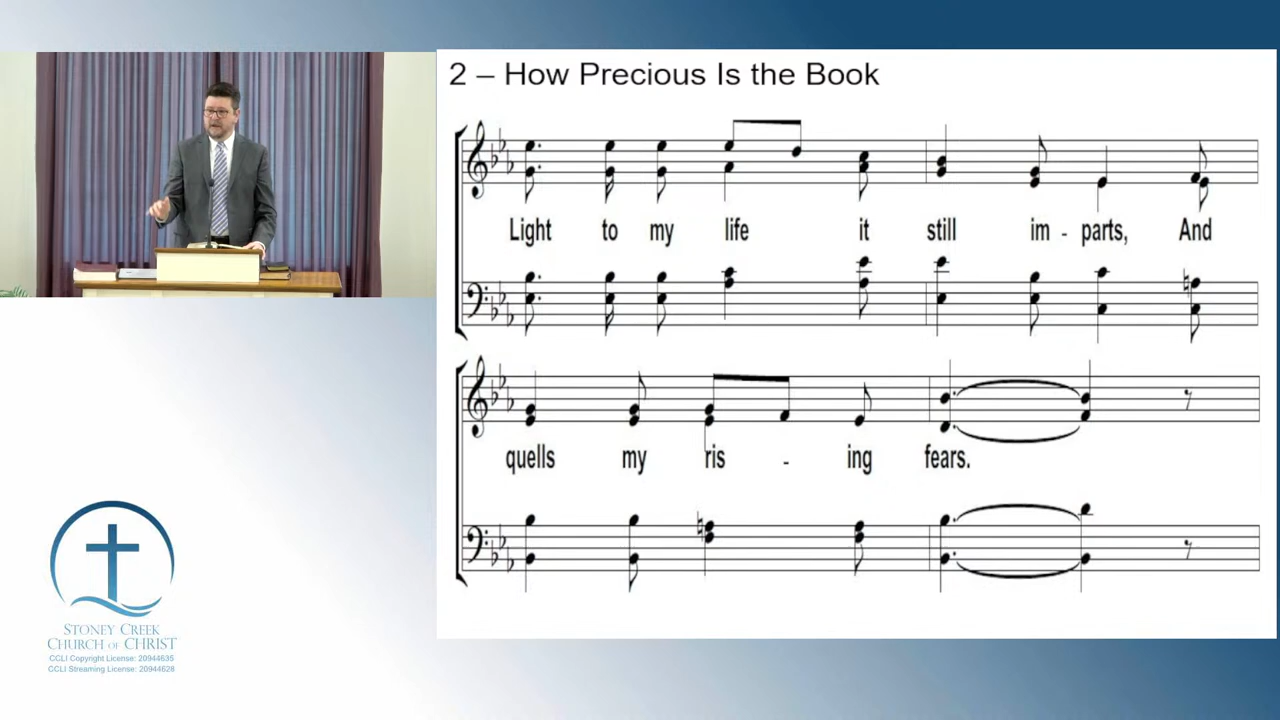 2 – How Precious Is the Book
Light to my life it still im - parts, And
quells my ris - ing fears.
STONEY CREEK
CHURCH OF CHRIST
CCLI Copyright License: 20944635
CCLI Streaming License: 20944628